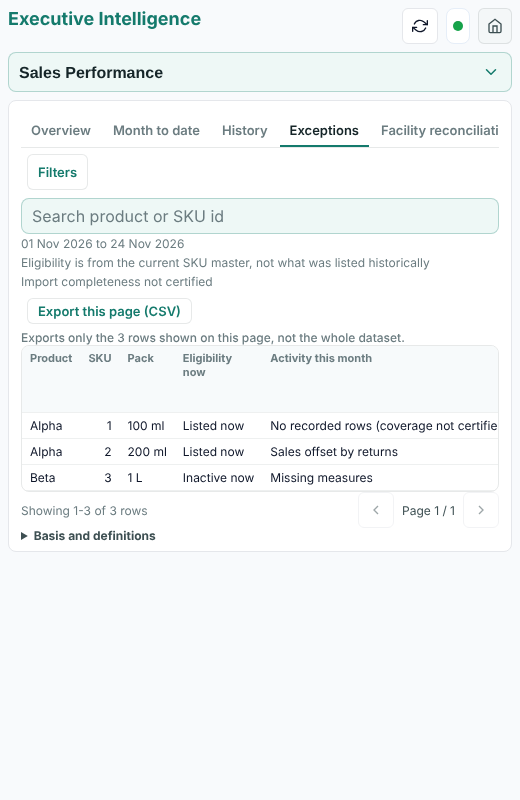 Executive Intelligence
Sales Performance
Overview Month to date History Exceptions Facility reconciliati
Filters
Search product or SKU id
01 Nov 2026 to 24 Nov 2026
Eligibility is from the current SKU master, not what was listed historically
Import completeness not certified
Export this page (CSV)
Exports only the 3 rows shown on this page, not the whole dataset.
Product SKU Pack Eligibility now Activity this month
Alpha 1 100 ml Listed now No recorded rows (coverage not certifie
Alpha 2 200 ml Listed now Sales offset by returns
Beta 3 1 L Inactive now Missing measures
Showing 1-3 of 3 rows Page 1 / 1
Basis and definitions